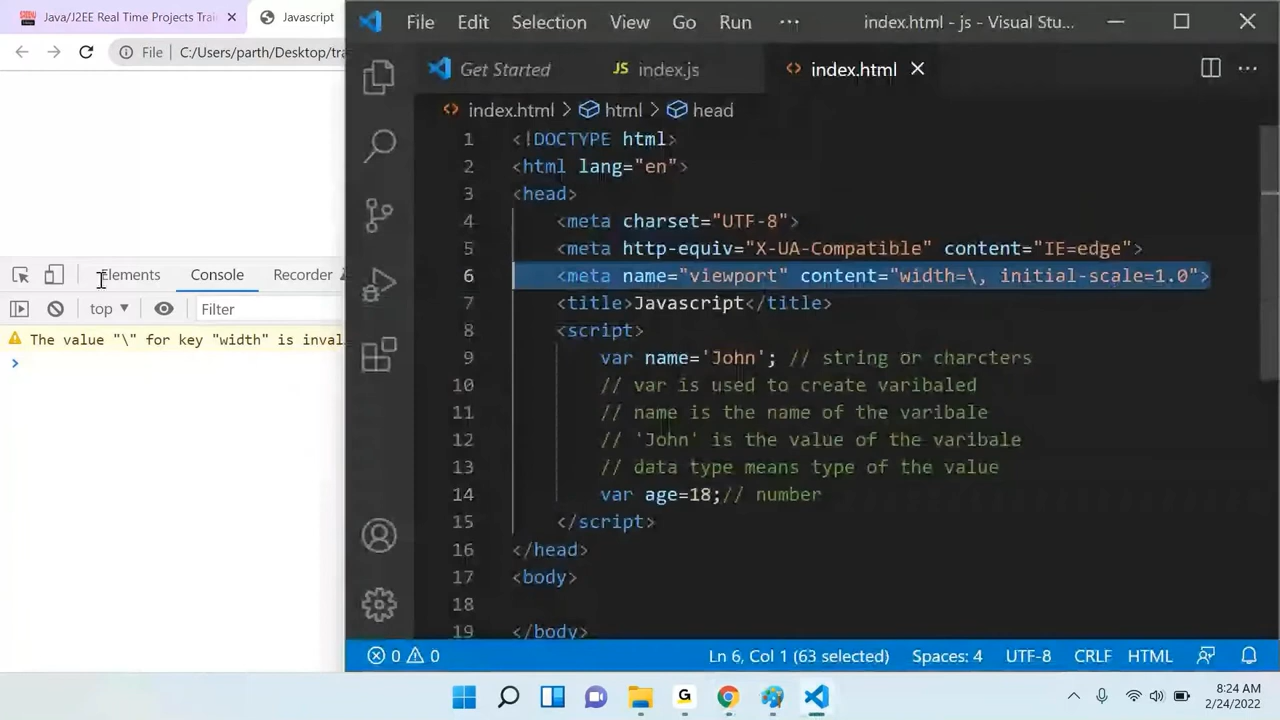 Java/J2EE Real Time Projects Trai
Javascript
File C:/Users/parth/Desktop/tra
Elements Console Recorder
top Filter
The value "\" for key "width" is inval
File Edit Selection View Go Run ··· index.html - js - Visual Stu...
Get Started JS index.js index.html
index.html > html > head
1 <!DOCTYPE html>
2 <html lang="en">
3 <head>
4 <meta charset="UTF-8">
5 <meta http-equiv="X-UA-Compatible" content="IE=edge">
6 <meta name="viewport" content="width=\, initial-scale=1.0">
7 <title>Javascript</title>
8 <script>
9 var name='John'; // string or charcters
10 // var is used to create varibaled
11 // name is the name of the varibale
12 // 'John' is the value of the varibale
13 // data type means type of the value
14 var age=18;// number
15 </script>
16 </head>
17 <body>
18
19 </body>
0 0 Ln 6, Col 1 (63 selected) Spaces: 4 UTF-8 CRLF HTML
G
8:24 AM
2/24/2022